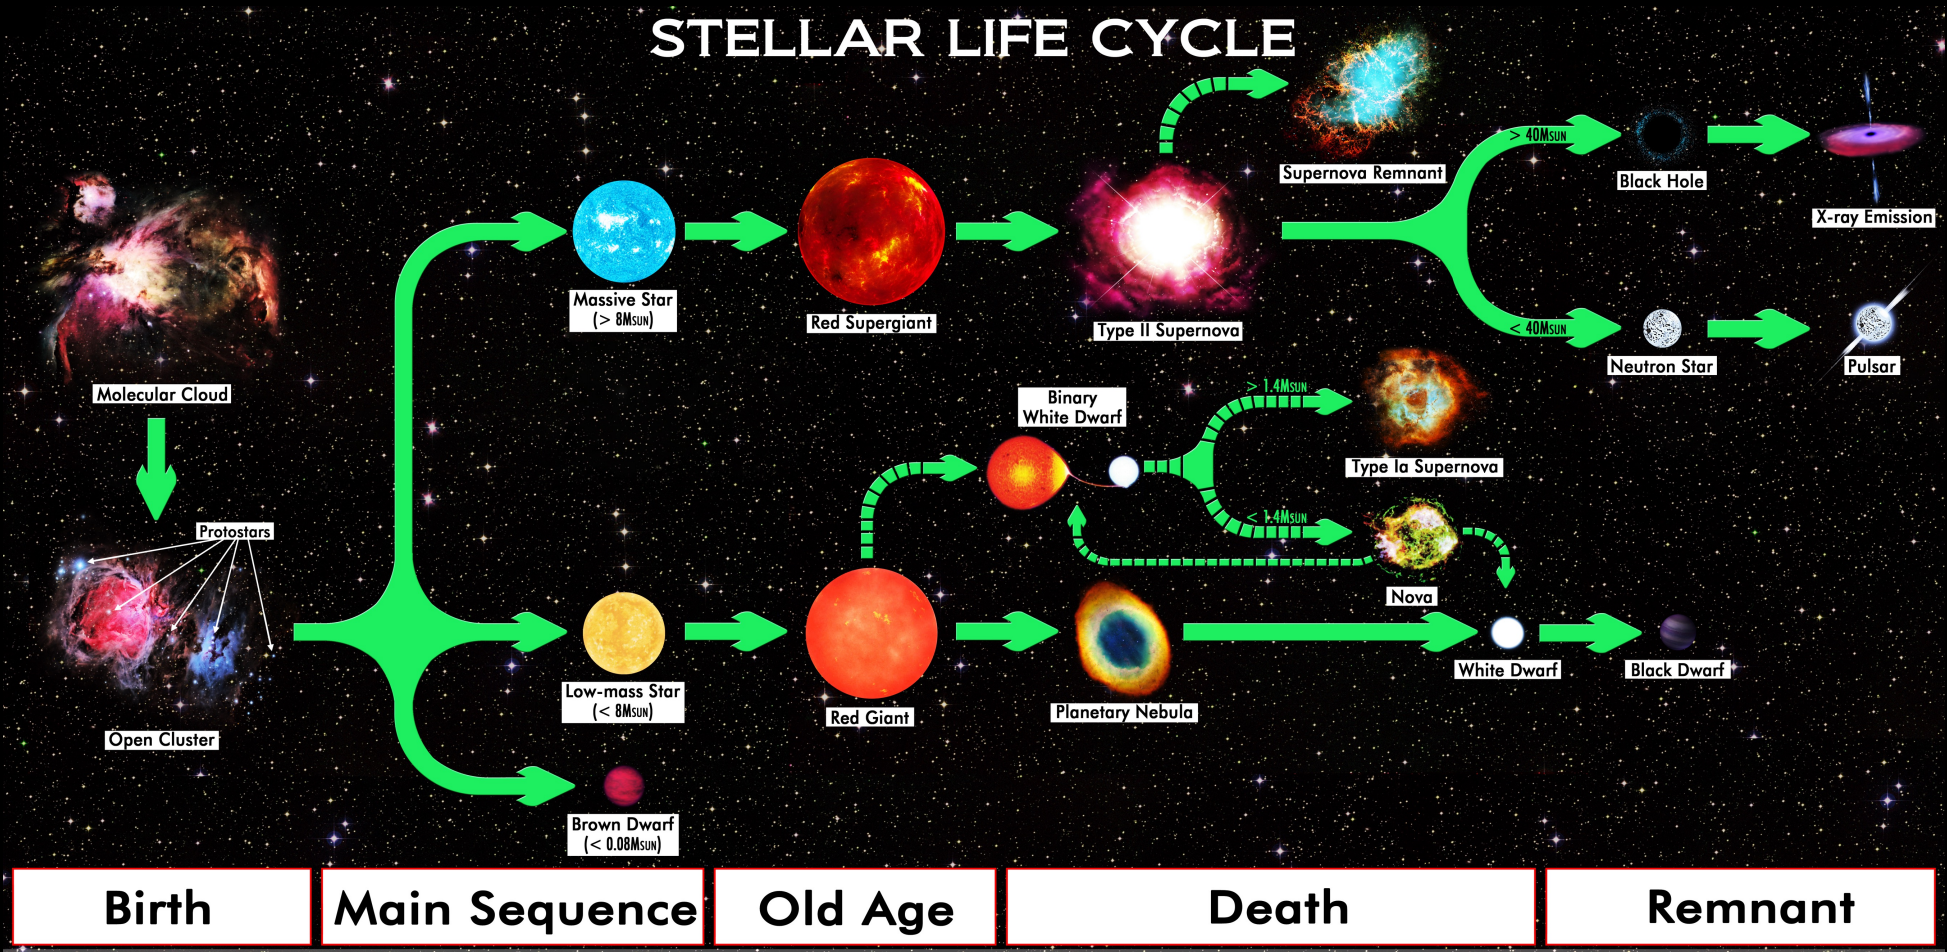 STELLAR LIFE CYCLE
Supernova Remnant
> 40MSUN
Black Hole
X-ray Emission
Massive Star
(> 8MSUN)
Red Supergiant
Type II Supernova
< 40MSUN
Neutron Star
Pulsar
Molecular Cloud
Binary
White Dwarf
> 1.4MSUN
Type Ia Supernova
< 1.4MSUN
Nova
Protostars
Open Cluster
Low-mass Star
(< 8MSUN)
Red Giant
Planetary Nebula
White Dwarf
Black Dwarf
Brown Dwarf
(< 0.08MSUN)
Birth
Main Sequence
Old Age
Death
Remnant